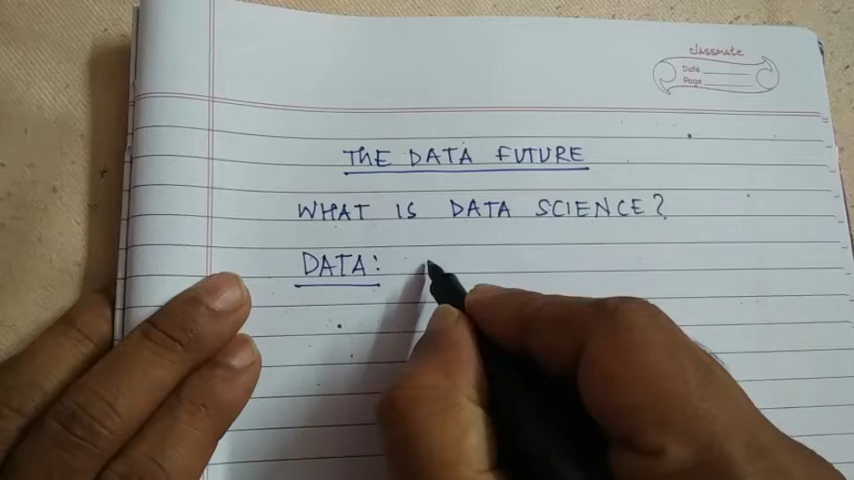 classmate
Date
Page
THE DATA FUTURE
WHAT IS DATA SCIENCE?
DATA: